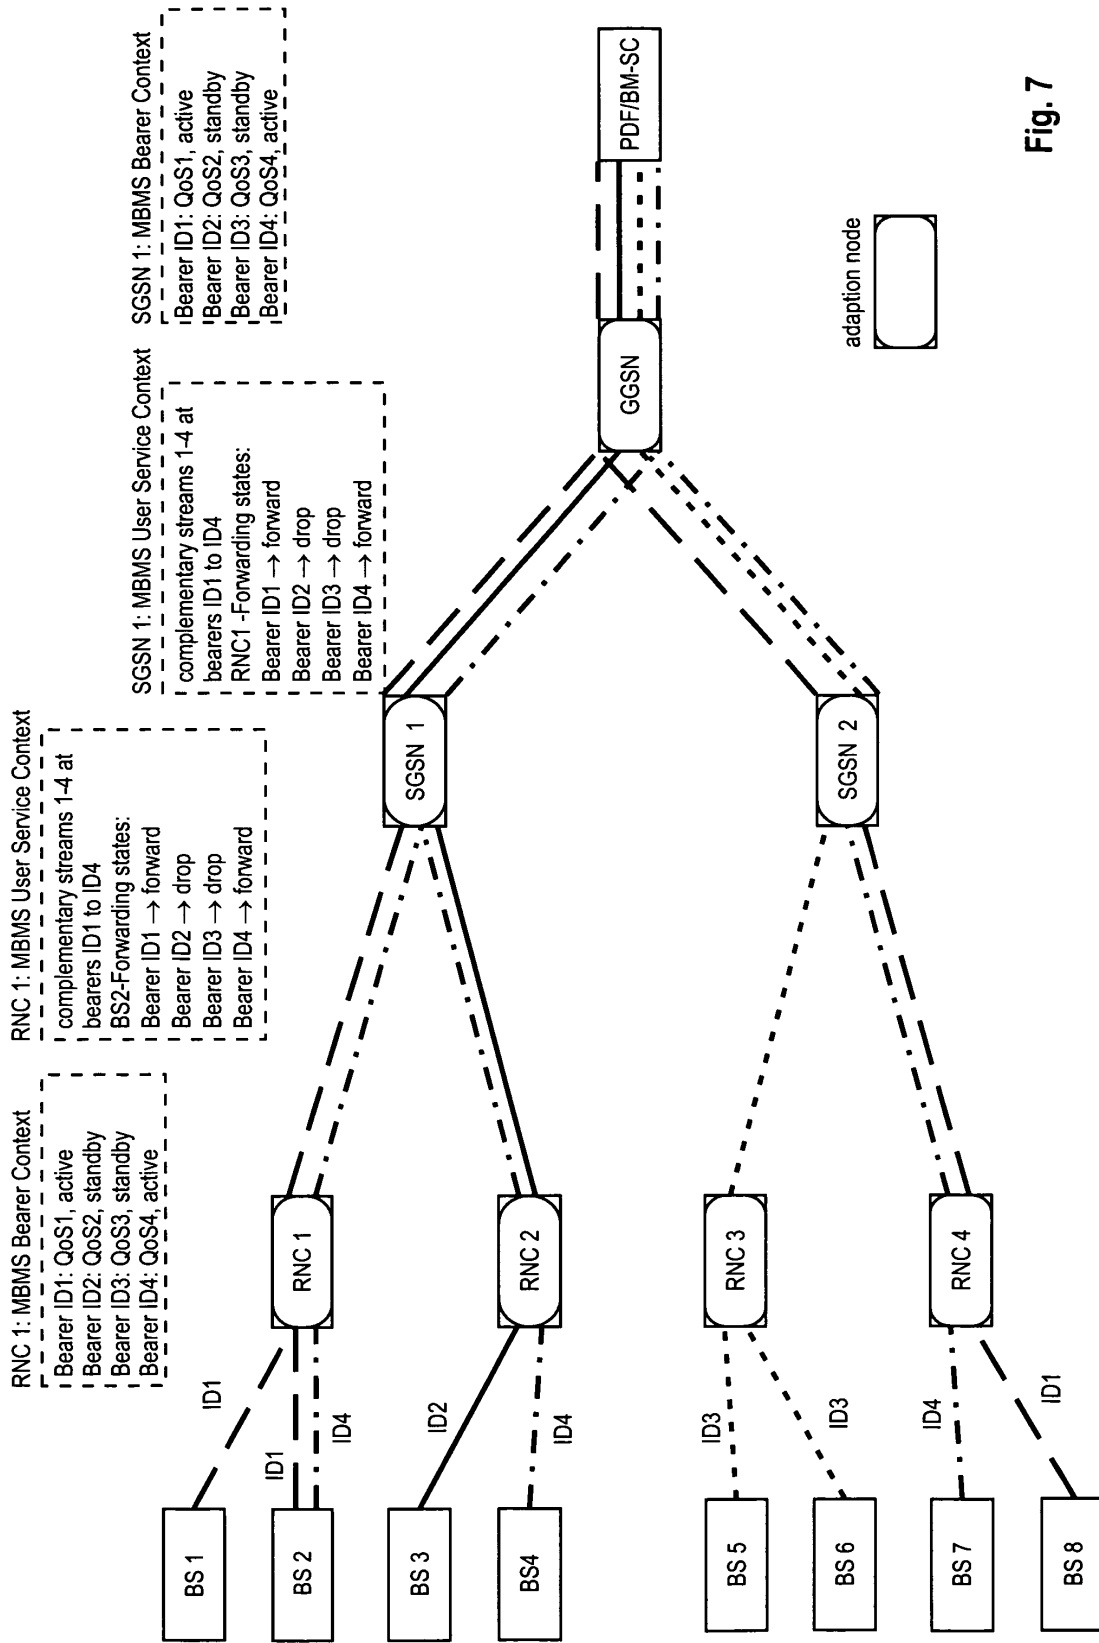 RNC 1: MBMS Bearer Context
Bearer ID1: QoS1, active
Bearer ID2: QoS2, standby
Bearer ID3: QoS3, standby
Bearer ID4: QoS4, active
RNC 1: MBMS User Service Context
complementary streams 1-4 at
bearers ID1 to ID4
BS2-Forwarding states:
Bearer ID1 → forward
Bearer ID2 → drop
Bearer ID3 → drop
Bearer ID4 → forward
SGSN 1: MBMS User Service Context
complementary streams 1-4 at
bearers ID1 to ID4
RNC1 -Forwarding states:
Bearer ID1 → forward
Bearer ID2 → drop
Bearer ID3 → drop
Bearer ID4 → forward
SGSN 1: MBMS Bearer Context
Bearer ID1: QoS1, active
Bearer ID2: QoS2, standby
Bearer ID3: QoS3, standby
Bearer ID4: QoS4, active
BS 1
ID1
BS 2
ID1
ID4
RNC 1
BS 3
ID2
BS4
ID4
RNC 2
SGSN 1
BS 5
ID3
BS 6
ID3
RNC 3
BS 7
ID4
BS 8
ID1
RNC 4
SGSN 2
GGSN
PDF/BM-SC
adaption node
Fig. 7